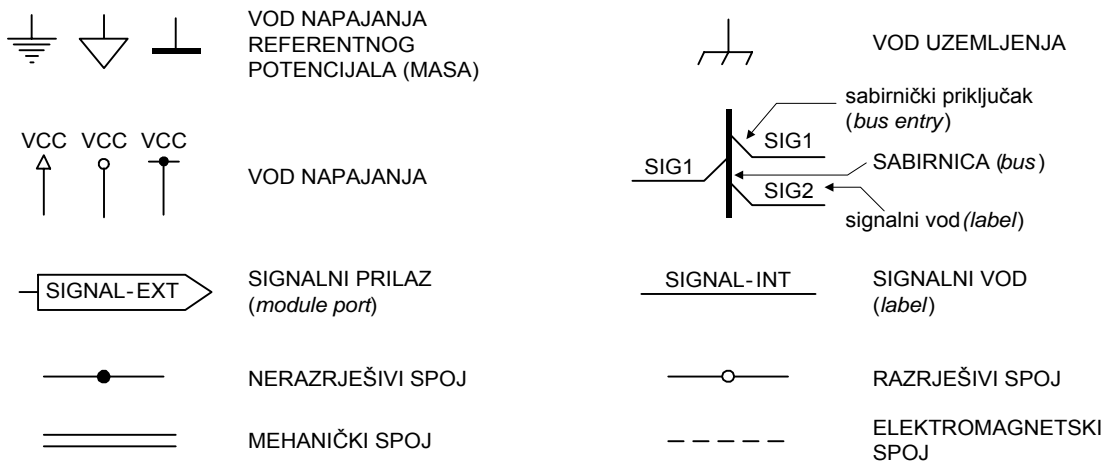 VOD NAPAJANJA
REFERENTNOG
POTENCIJALA (MASA)
VOD UZEMLJENJA
VCC VCC VCC
VOD NAPAJANJA
sabirnički priključak
(bus entry)
SIG1
SIG1
SABIRNICA (bus)
SIG2
signalni vod (label)
SIGNAL-EXT
SIGNALNI PRILAZ
(module port)
SIGNAL-INT
SIGNALNI VOD
(label)
NERAZRJEŠIVI SPOJ
RAZRJEŠIVI SPOJ
MEHANIČKI SPOJ
ELEKTROMAGNETSKI
SPOJ